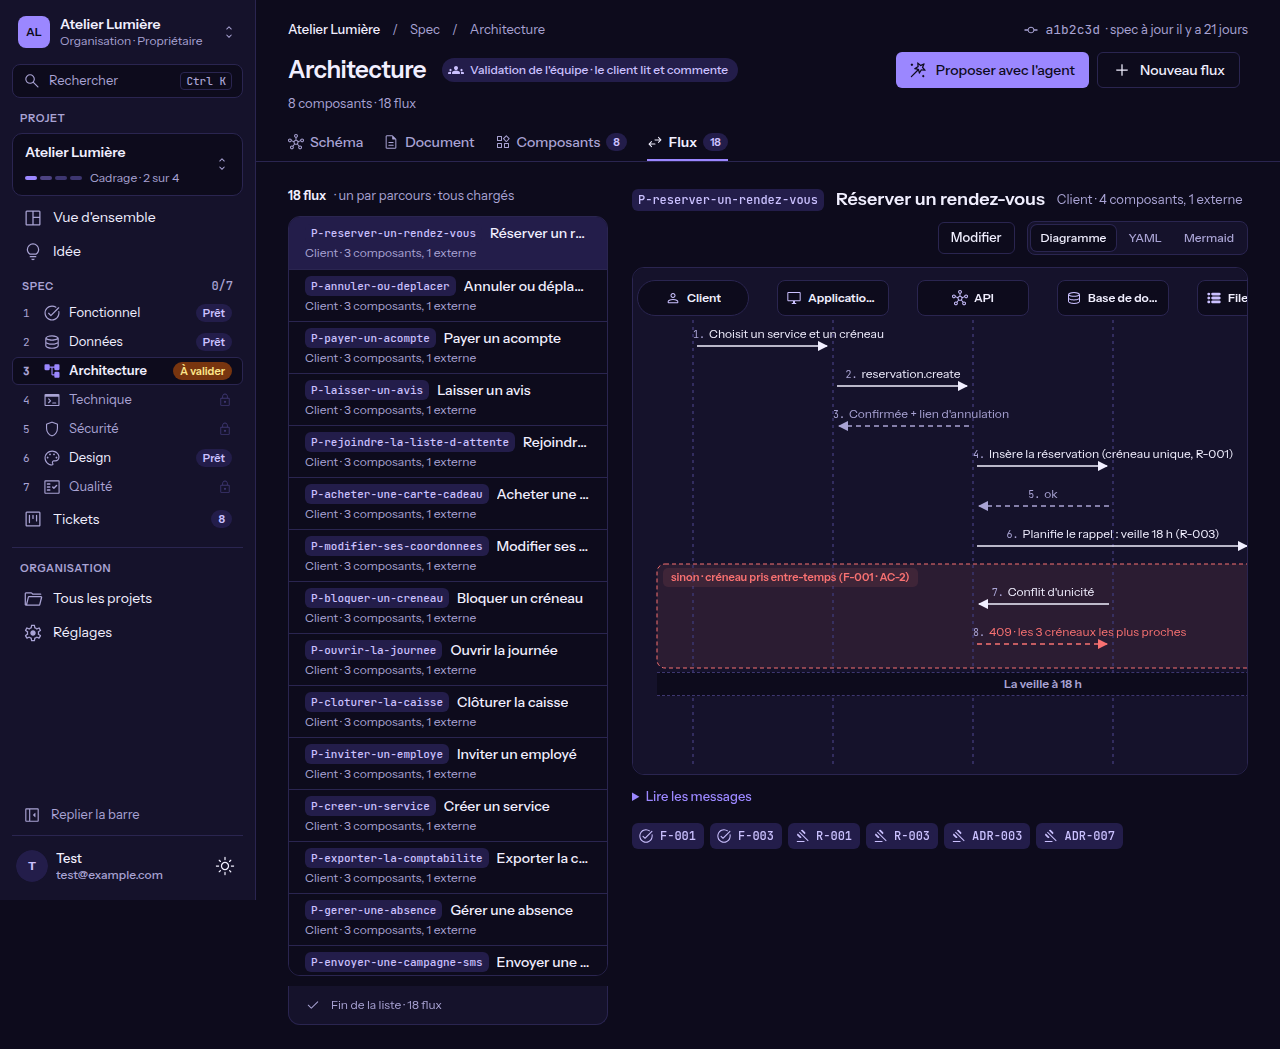 AL
Atelier Lumière
Organisation · Propriétaire
Rechercher
Ctrl K
PROJET
Atelier Lumière
Cadrage · 2 sur 4
Vue d'ensemble
Idée
SPEC 0/7
1 Fonctionnel Prêt
2 Données Prêt
3 Architecture À valider
4 Technique
5 Sécurité
6 Design Prêt
7 Qualité
Tickets 8
ORGANISATION
Tous les projets
Réglages
Replier la barre
T
Test
test@example.com
Atelier Lumière / Spec / Architecture
a1b2c3d · spec à jour il y a 21 jours
Architecture
Validation de l'équipe · le client lit et commente
Proposer avec l'agent
Nouveau flux
8 composants · 18 flux
Schéma
Document
Composants 8
Flux 18
18 flux · un par parcours · tous chargés
P-reserver-un-rendez-vous Réserver un r...
Client · 3 composants, 1 externe
P-annuler-ou-deplacer Annuler ou dépla...
Client · 3 composants, 1 externe
P-payer-un-acompte Payer un acompte
Client · 3 composants, 1 externe
P-laisser-un-avis Laisser un avis
Client · 3 composants, 1 externe
P-rejoindre-la-liste-d-attente Rejoindr...
Client · 3 composants, 1 externe
P-acheter-une-carte-cadeau Acheter une ...
Client · 3 composants, 1 externe
P-modifier-ses-coordonnees Modifier ses ...
Client · 3 composants, 1 externe
P-bloquer-un-creneau Bloquer un créneau
Client · 3 composants, 1 externe
P-ouvrir-la-journee Ouvrir la journée
Client · 3 composants, 1 externe
P-cloturer-la-caisse Clôturer la caisse
Client · 3 composants, 1 externe
P-inviter-un-employe Inviter un employé
Client · 3 composants, 1 externe
P-creer-un-service Créer un service
Client · 3 composants, 1 externe
P-exporter-la-comptabilite Exporter la c...
Client · 3 composants, 1 externe
P-gerer-une-absence Gérer une absence
Client · 3 composants, 1 externe
P-envoyer-une-campagne-sms Envoyer une ...
Fin de la liste · 18 flux
P-reserver-un-rendez-vous Réserver un rendez-vous Client · 4 composants, 1 externe
Modifier
Diagramme
YAML
Mermaid
Client
Applicatio...
API
Base de do...
File
1. Choisit un service et un créneau
2. reservation.create
3. Confirmée + lien d'annulation
4. Insère la réservation (créneau unique, R-001)
5. ok
6. Planifie le rappel : veille 18 h (R-003)
sinon · créneau pris entre-temps (F-001 · AC-2)
7. Conflit d'unicité
8. 409 · les 3 créneaux les plus proches
La veille à 18 h
Lire les messages
F-001
F-003
R-001
R-003
ADR-003
ADR-007